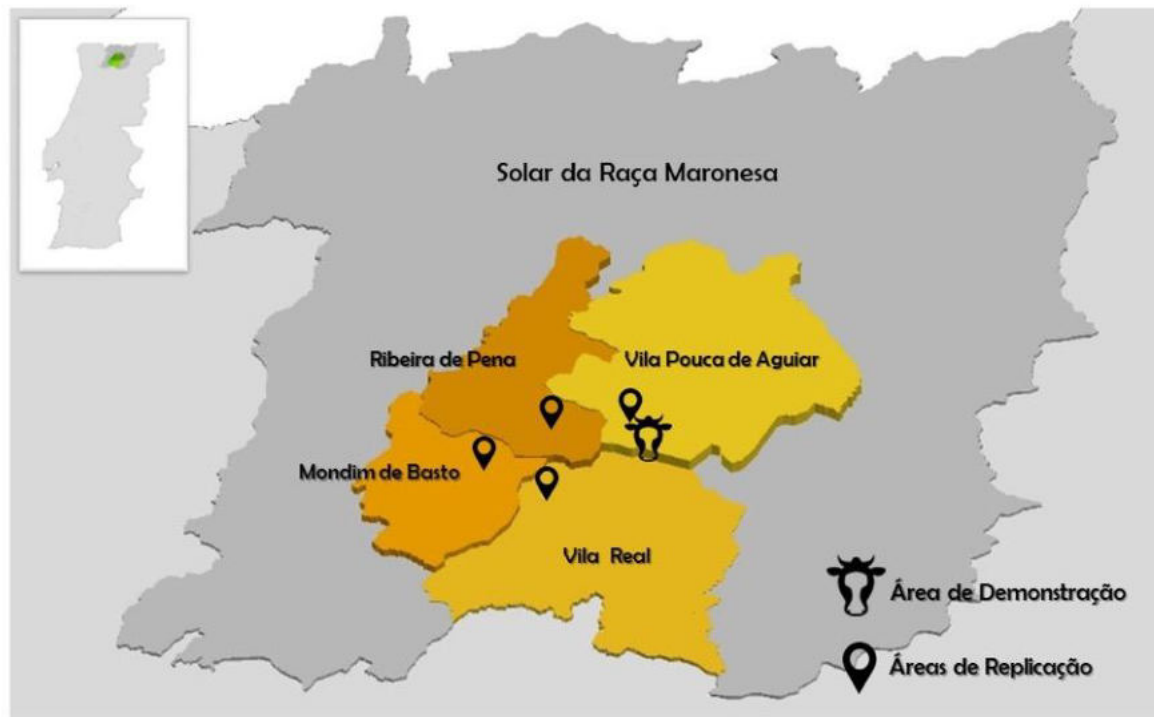 Solar da Raça Maronesa
Ribeira de Pena
Vila Pouca de Aguiar
Mondim de Basto
Vila Real
Área de Demonstração
Áreas de Replicação